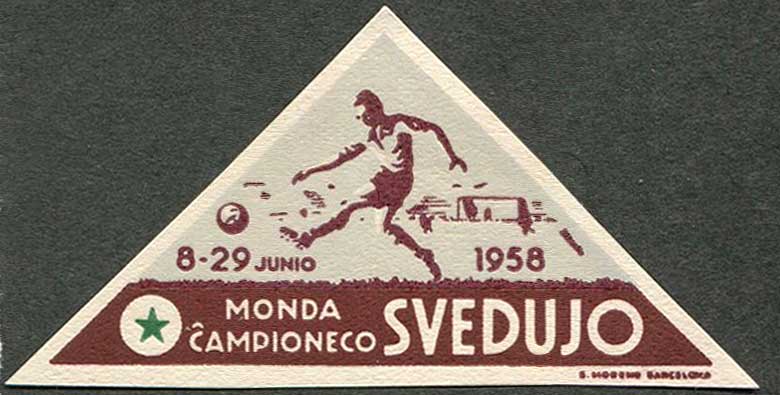 8-29 JUNIO 1958
MONDA
ĈAMPIONECO
SVEDUJO
S. MORENO BARCELONA